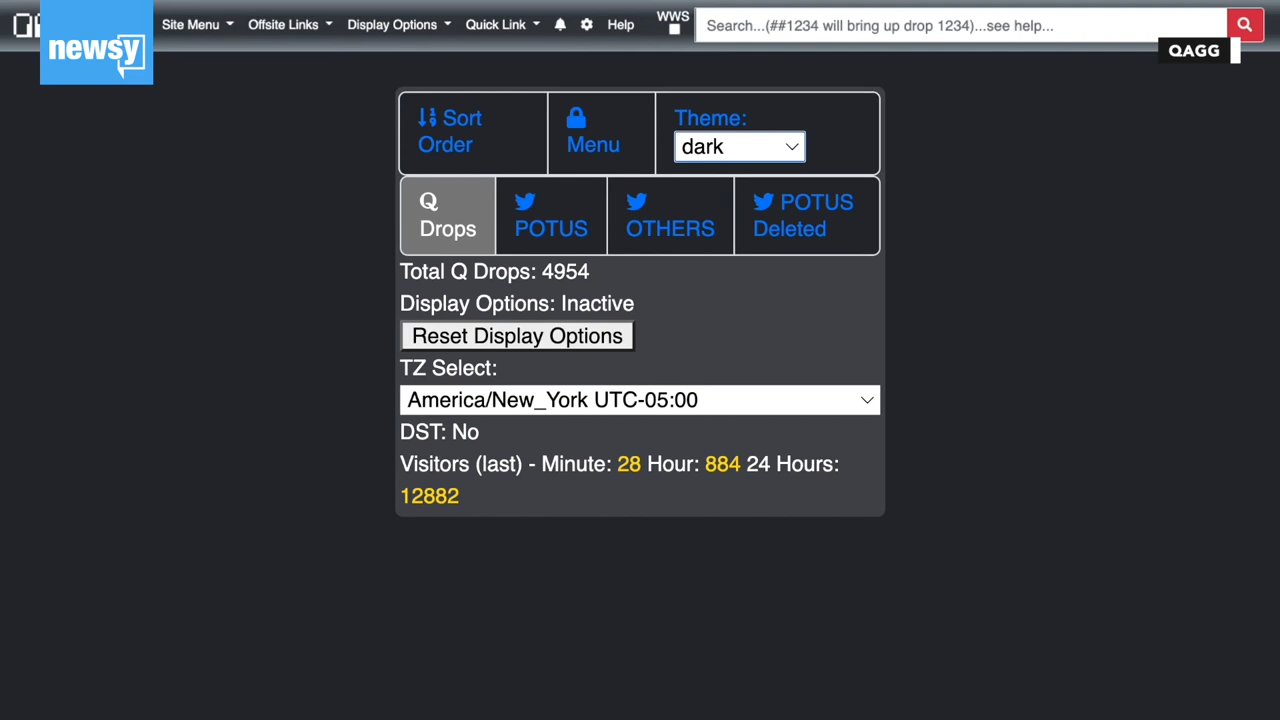 newsy
Site Menu Offsite Links Display Options Quick Link Help WWS Search...(##1234 will bring up drop 1234)...see help...
QAGG
Sort
Order
Menu
Theme:
dark
Q
Drops
POTUS
OTHERS
POTUS
Deleted
Total Q Drops: 4954
Display Options: Inactive
Reset Display Options
TZ Select:
America/New_York UTC-05:00
DST: No
Visitors (last) - Minute: 28 Hour: 884 24 Hours:
12882